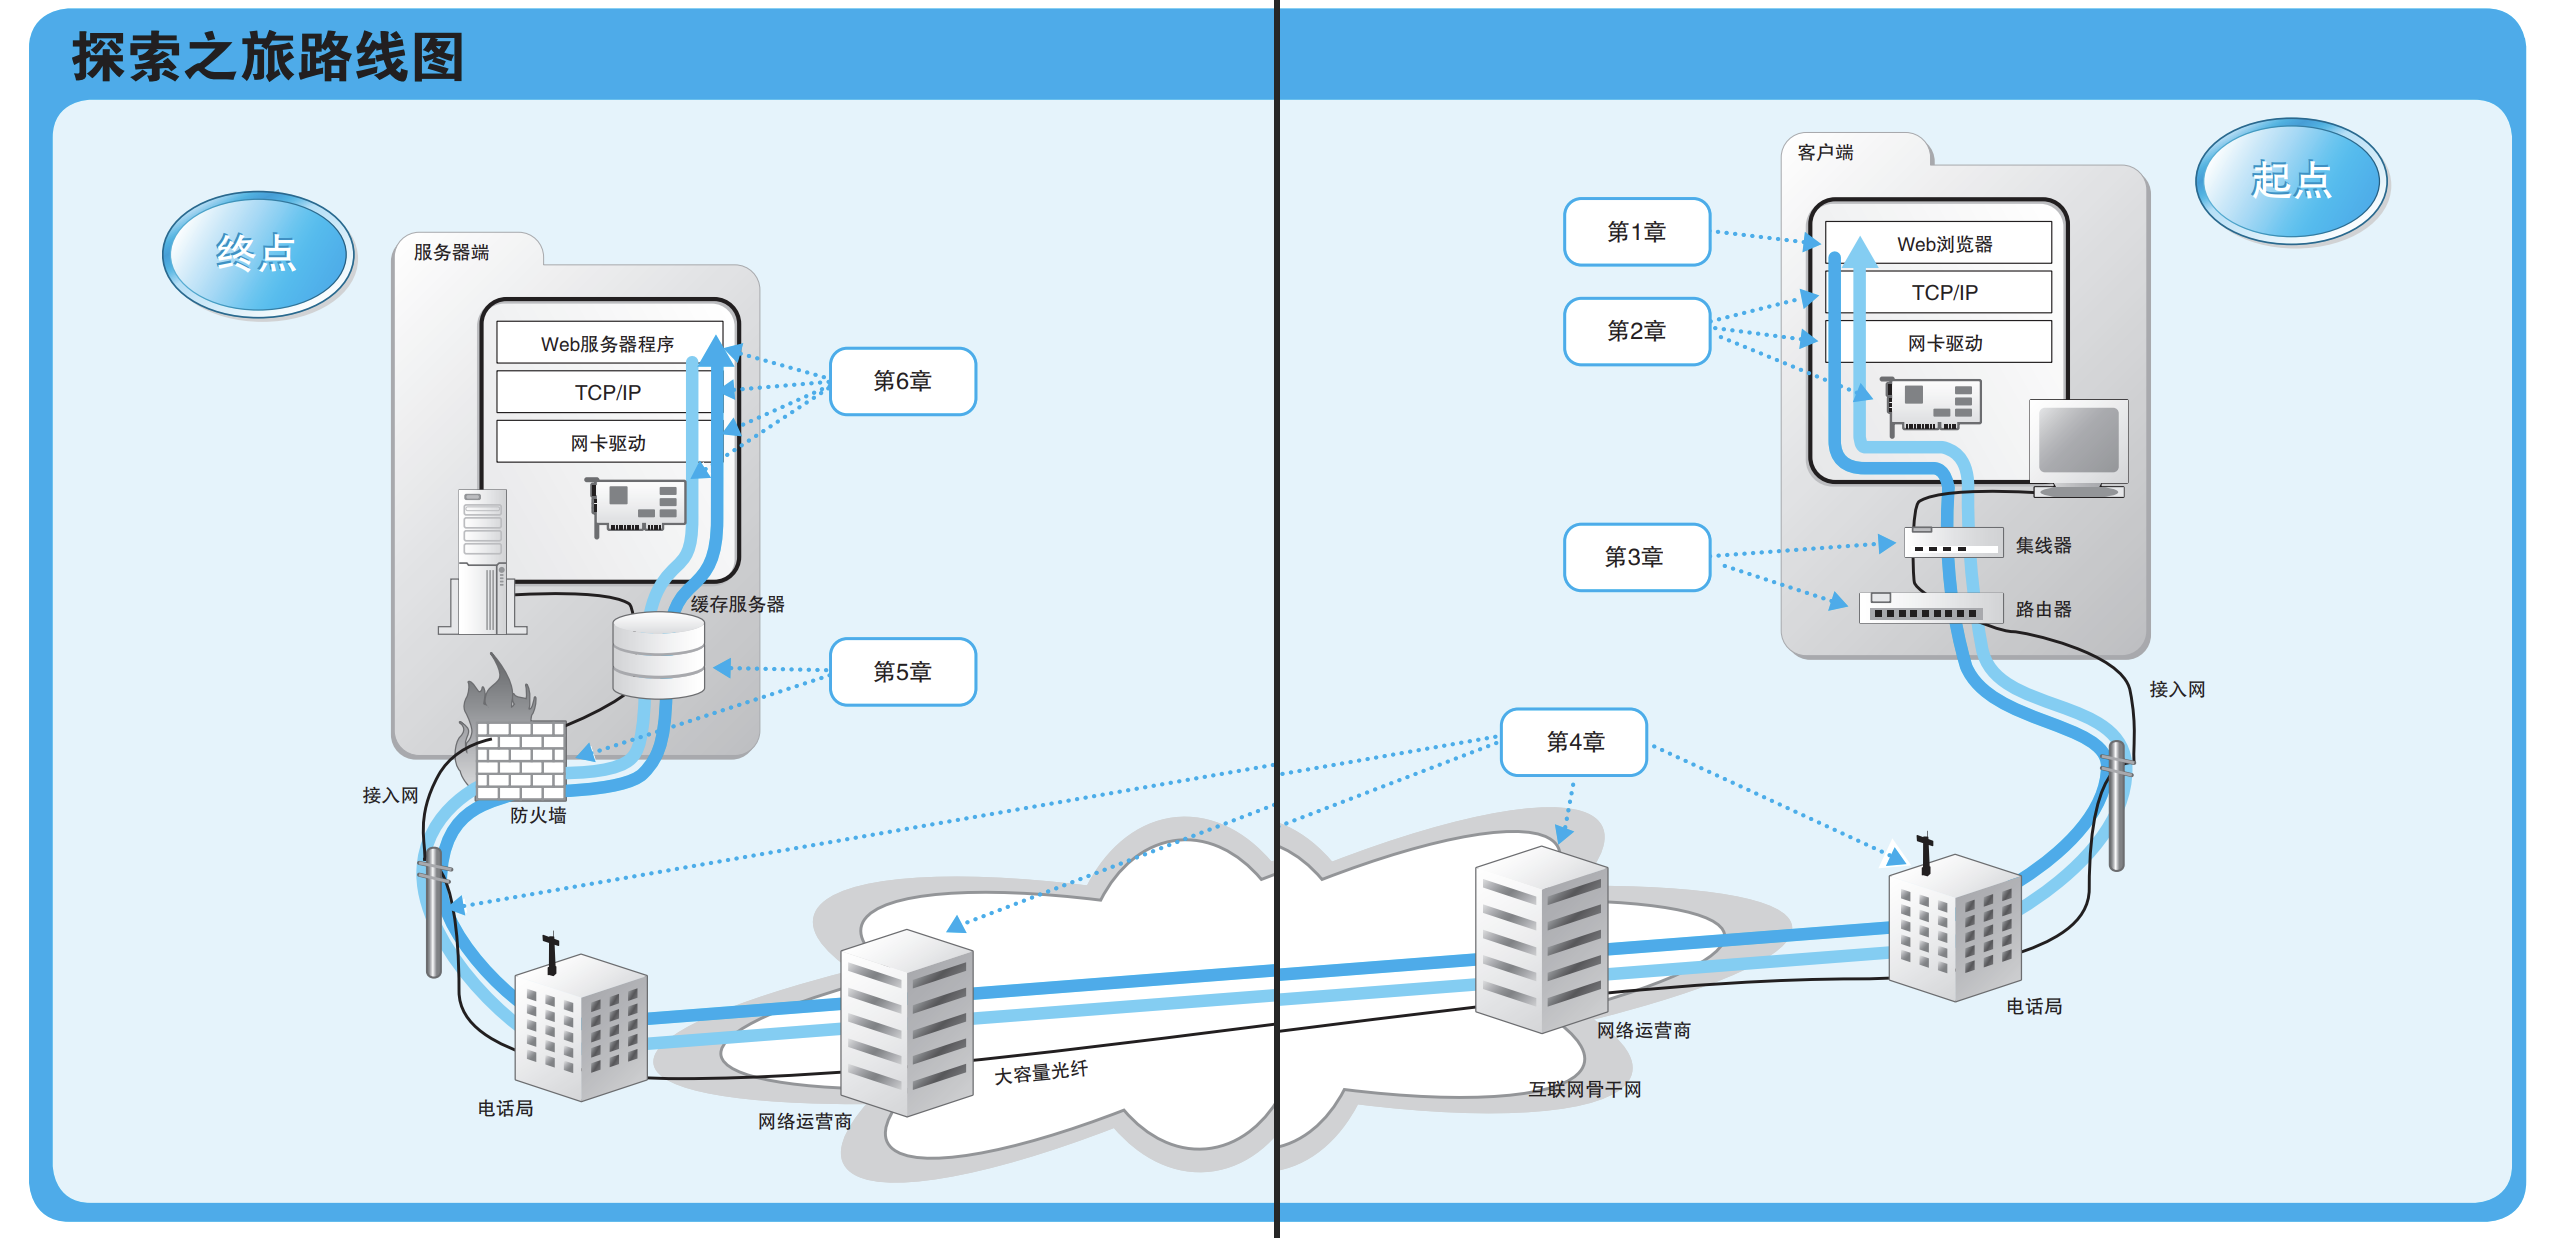 探索之旅路线图
终点
服务器端
Web服务器程序
TCP/IP
网卡驱动
第6章
缓存服务器
第5章
接入网
防火墙
电话局
网络运营商
大容量光纤
起点
客户端
第1章
Web浏览器
TCP/IP
第2章
网卡驱动
第3章
集线器
路由器
接入网
第4章
电话局
网络运营商
互联网骨干网